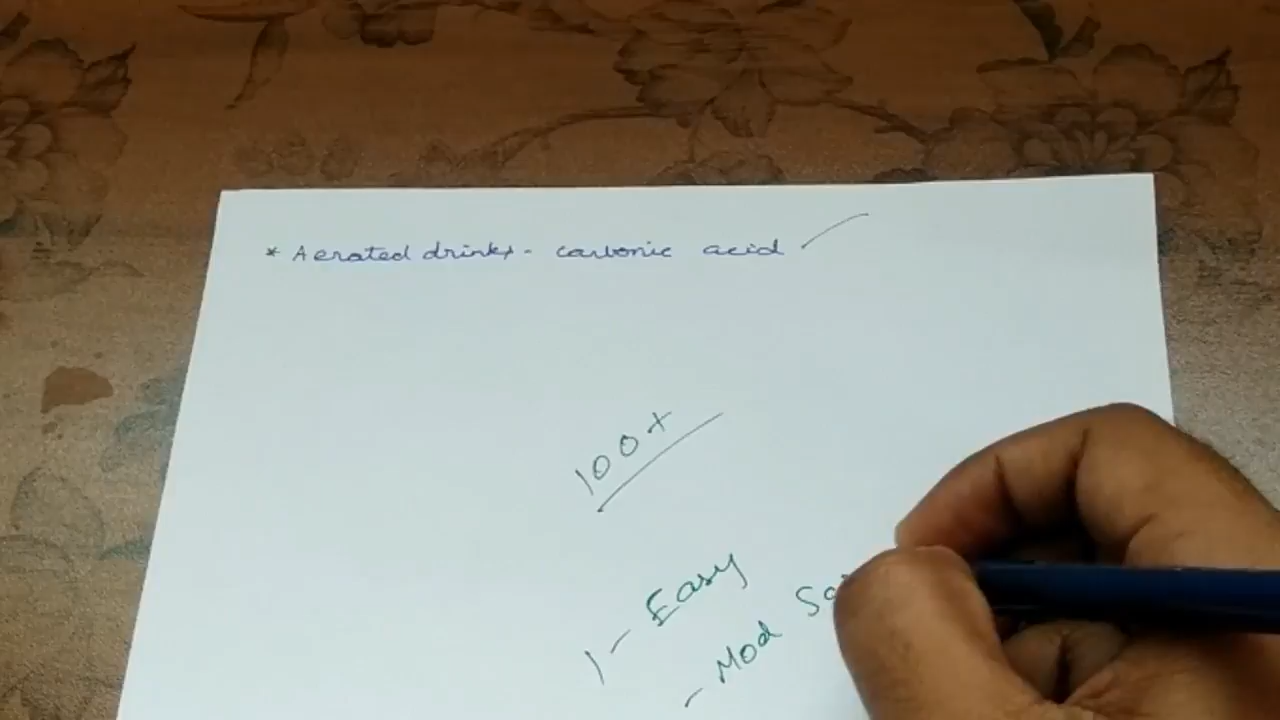 * Aerated drinks - carbonic acid
100+
1 - Easy
- Mod